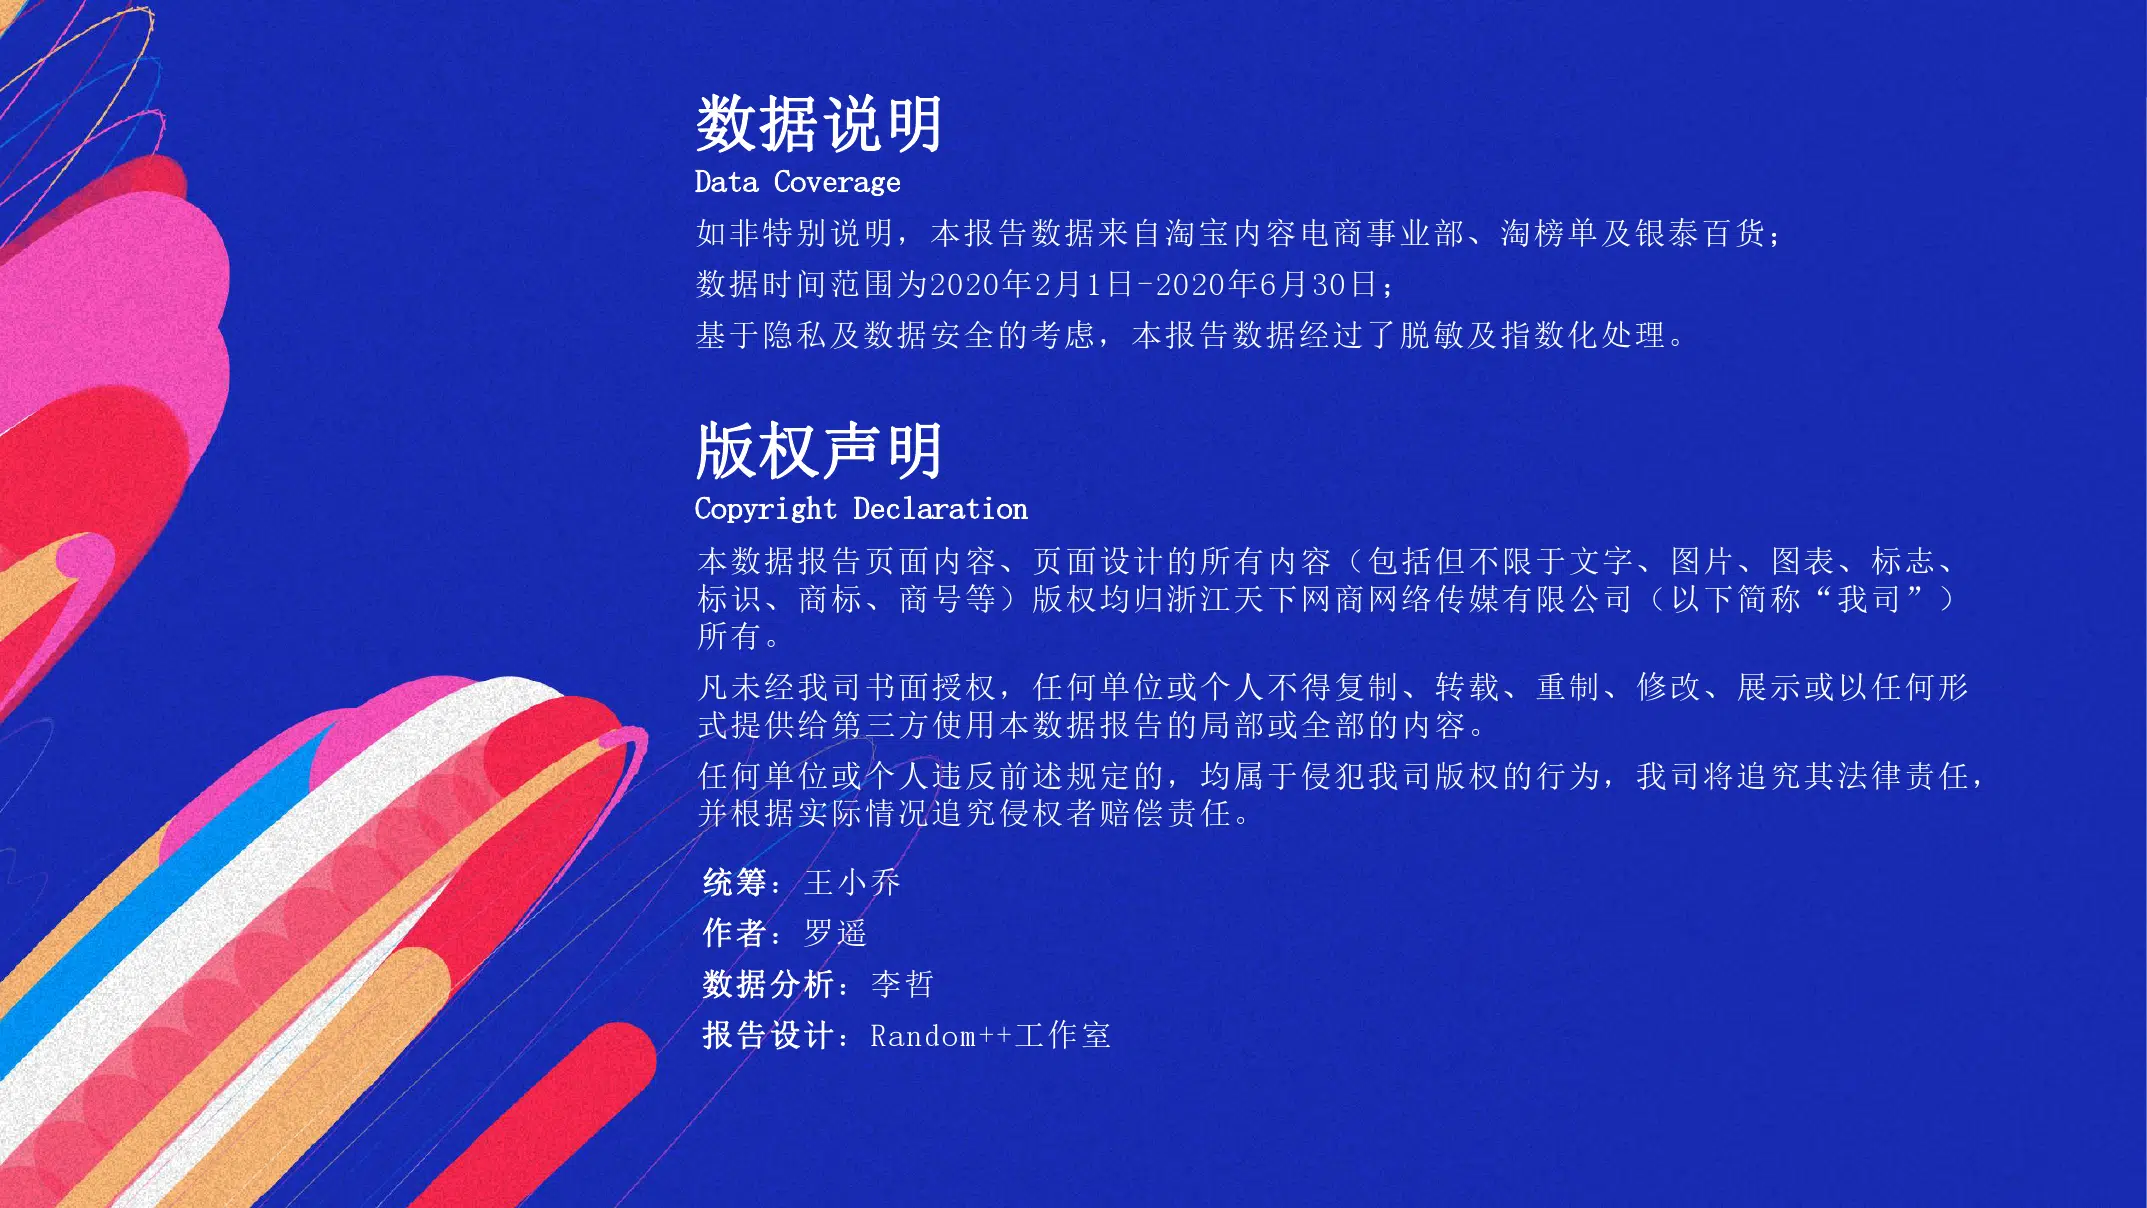 数据说明
Data Coverage
如非特别说明，本报告数据来自淘宝内容电商事业部、淘榜单及银泰百货；
数据时间范围为2020年2月1日-2020年6月30日；
基于隐私及数据安全的考虑，本报告数据经过了脱敏及指数化处理。
版权声明
Copyright Declaration
本数据报告页面内容、页面设计的所有内容（包括但不限于文字、图片、图表、标志、
标识、商标、商号等）版权均归浙江天下网商网络传媒有限公司（以下简称“我司”）
所有。
凡未经我司书面授权，任何单位或个人不得复制、转载、重制、修改、展示或以任何形
式提供给第三方使用本数据报告的局部或全部的内容。
任何单位或个人违反前述规定的，均属于侵犯我司版权的行为，我司将追究其法律责任，
并根据实际情况追究侵权者赔偿责任。
统筹：王小乔
作者：罗遥
数据分析：李哲
报告设计：Random++工作室